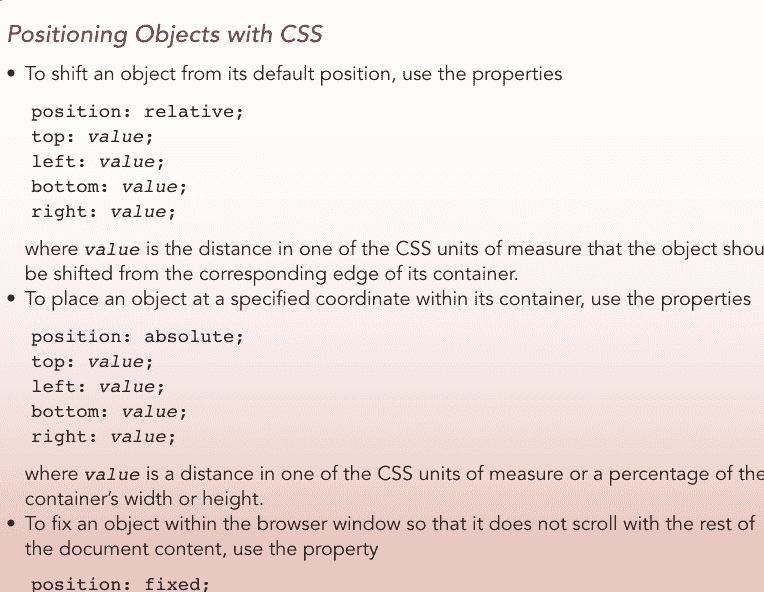 Positioning Objects with CSS
• To shift an object from its default position, use the properties
position: relative;
top: value;
left: value;
bottom: value;
right: value;
where value is the distance in one of the CSS units of measure that the object shou
be shifted from the corresponding edge of its container.
• To place an object at a specified coordinate within its container, use the properties
position: absolute;
top: value;
left: value;
bottom: value;
right: value;
where value is a distance in one of the CSS units of measure or a percentage of the
container’s width or height.
• To fix an object within the browser window so that it does not scroll with the rest of
the document content, use the property
position: fixed;